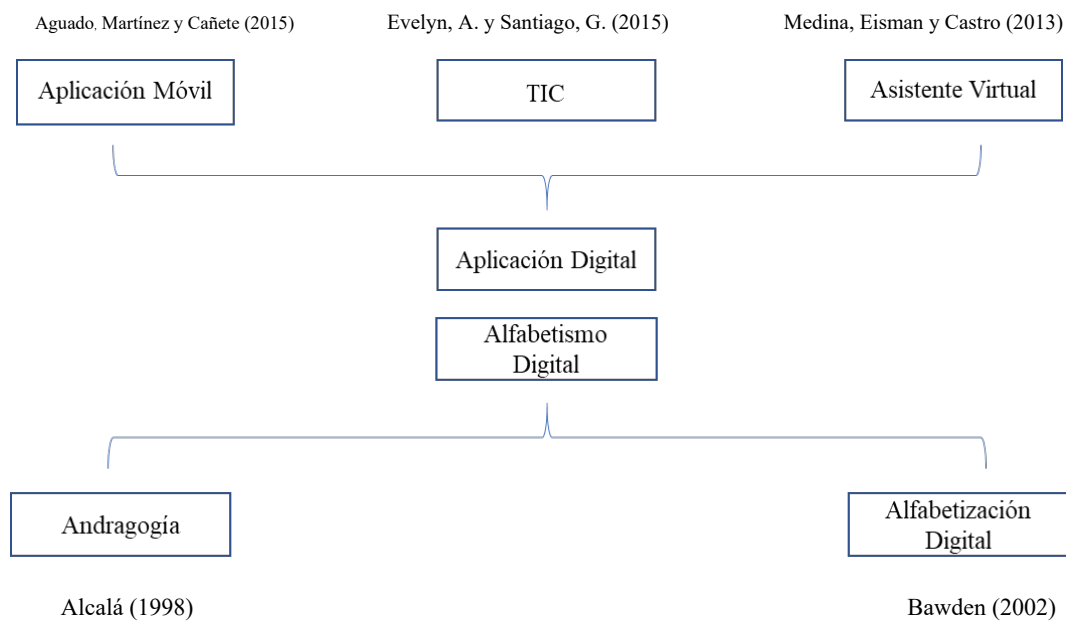 Aguado, Martínez y Cañete (2015)
Evelyn, A. y Santiago, G. (2015)
Medina, Eisman y Castro (2013)
Aplicación Móvil
TIC
Asistente Virtual
Aplicación Digital
Alfabetismo
Digital
Andragogía
Alfabetización
Digital
Alcalá (1998)
Bawden (2002)